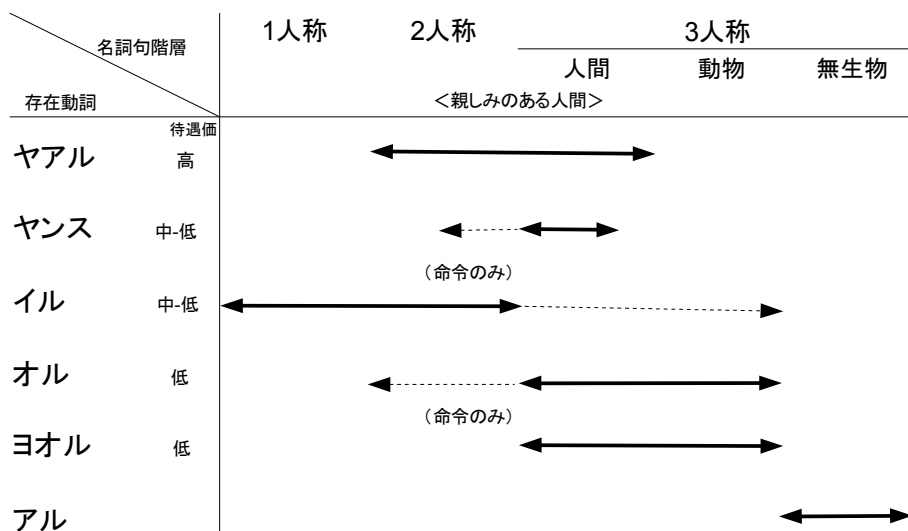 1人称 2人称 3人称
名詞句階層
人間 動物 無生物
存在動詞 <親しみのある人間>
待遇価
ヤアル 高
ヤンス 中-低
(命令のみ)
イル 中-低
オル 低
(命令のみ)
ヨオル 低
アル